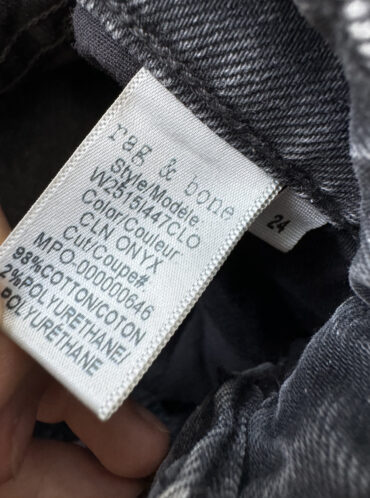 rag & bone
Style/Modèle
W2515I447CLO
Color/Couleur
CLN ONYX
Cut/Coupe#
MPO-000000646
98%COTTON/COTON
2%POLYURETHANE/
POLYURÉTHANE
24